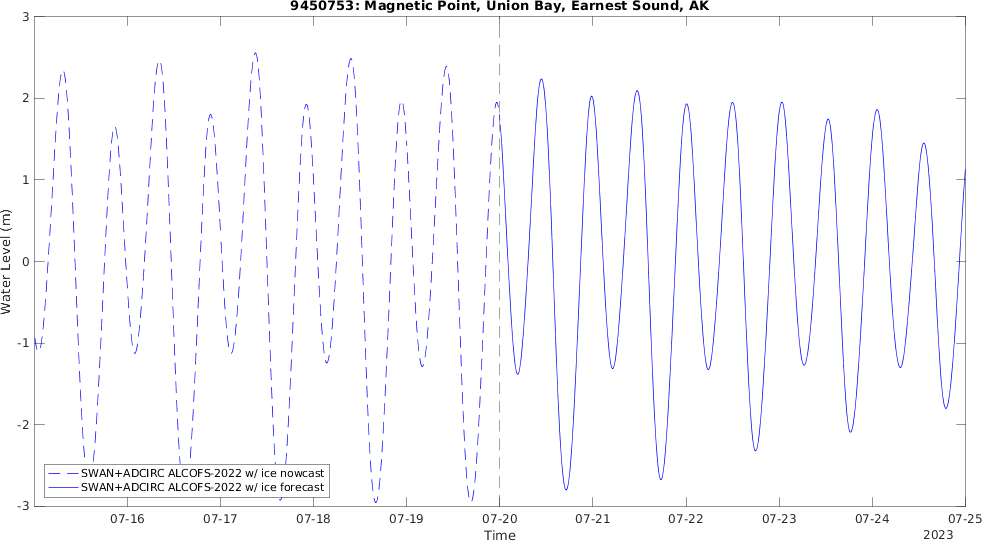 9450753: Magnetic Point, Union Bay, Earnest Sound, AK
3
2
1
0
-1
-2
-3
Water Level (m)
SWAN+ADCIRC ALCOFS-2022 w/ ice nowcast
SWAN+ADCIRC ALCOFS-2022 w/ ice forecast
07-16 07-17 07-18 07-19 07-20 07-21 07-22 07-23 07-24 07-25
Time
2023